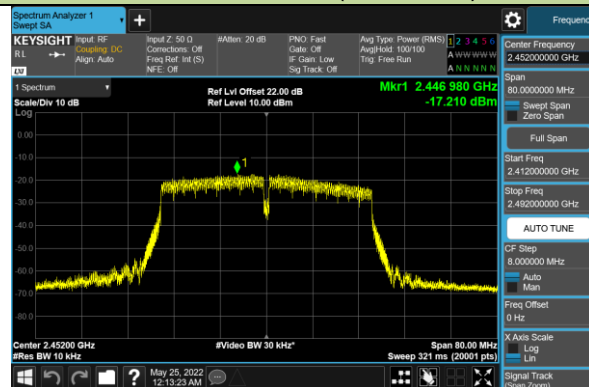 Spectrum Analyzer 1
Swept SA
Frequenc
KEYSIGHT
RL
LXI
Input: RF
Coupling: DC
Align: Auto
Input Z: 50 Ω
Corrections: Off
Freq Ref: Int (S)
NFE: Off
#Atten: 20 dB
PNO: Fast
Gate: Off
IF Gain: Low
Sig Track: Off
Avg Type: Power (RMS)
Avg|Hold: 100/100
Trig: Free Run
1 2 3 4 5 6
A W W W W W
A N N N N N
1 Spectrum
Scale/Div 10 dB
Log
Ref Lvl Offset 22.00 dB
Ref Level 10.00 dBm
Mkr1 2.446 980 GHz
-17.210 dBm
1
0.00
-10.0
-20.0
-30.0
-40.0
-50.0
-60.0
-70.0
-80.0
Center 2.45200 GHz
#Res BW 10 kHz
#Video BW 30 kHz*
Span 80.00 MHz
Sweep 321 ms (20001 pts)
May 25, 2022
12:13:23 AM
Center Frequency
2.452000000 GHz
Span
80.0000000 MHz
Swept Span
Zero Span
Full Span
Start Freq
2.412000000 GHz
Stop Freq
2.492000000 GHz
AUTO TUNE
CF Step
8.000000 MHz
Auto
Man
Freq Offset
0 Hz
X Axis Scale
Log
Lin
Signal Track
(Span Zoom)